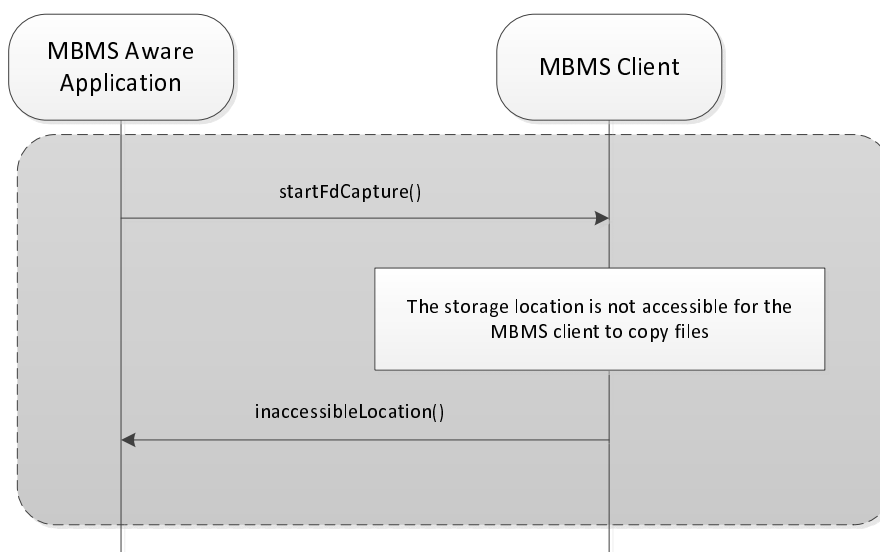 MBMS Aware
Application
MBMS Client
startFdCapture()
The storage location is not accessible for the
MBMS client to copy files
inaccessibleLocation()